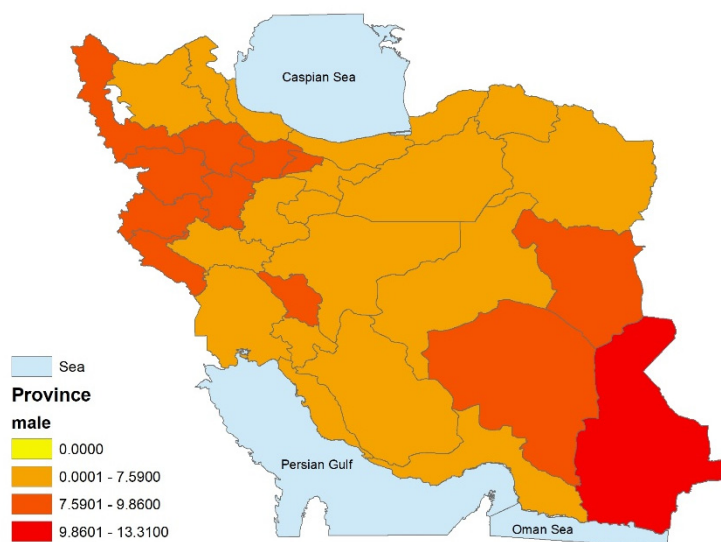 Caspian Sea
Sea
Province
male
0.0000
0.0001 - 7.5900
7.5901 - 9.8600
9.8601 - 13.3100
Persian Gulf
Oman Sea